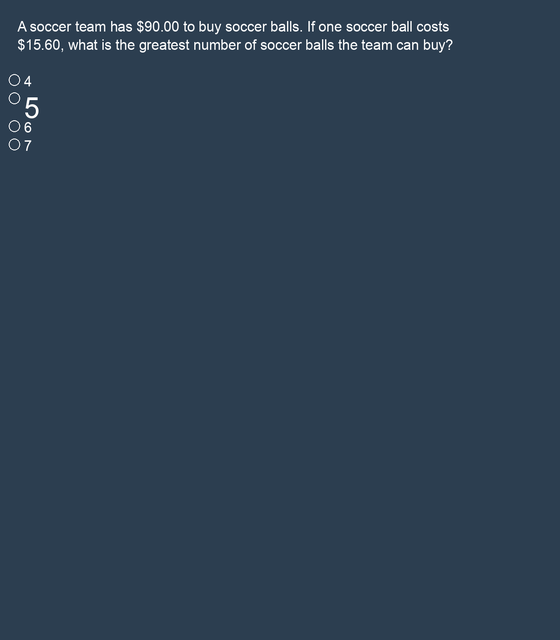 A soccer team has $90.00 to buy soccer balls. If one soccer ball costs
$15.60, what is the greatest number of soccer balls the team can buy?
4
5
6
7